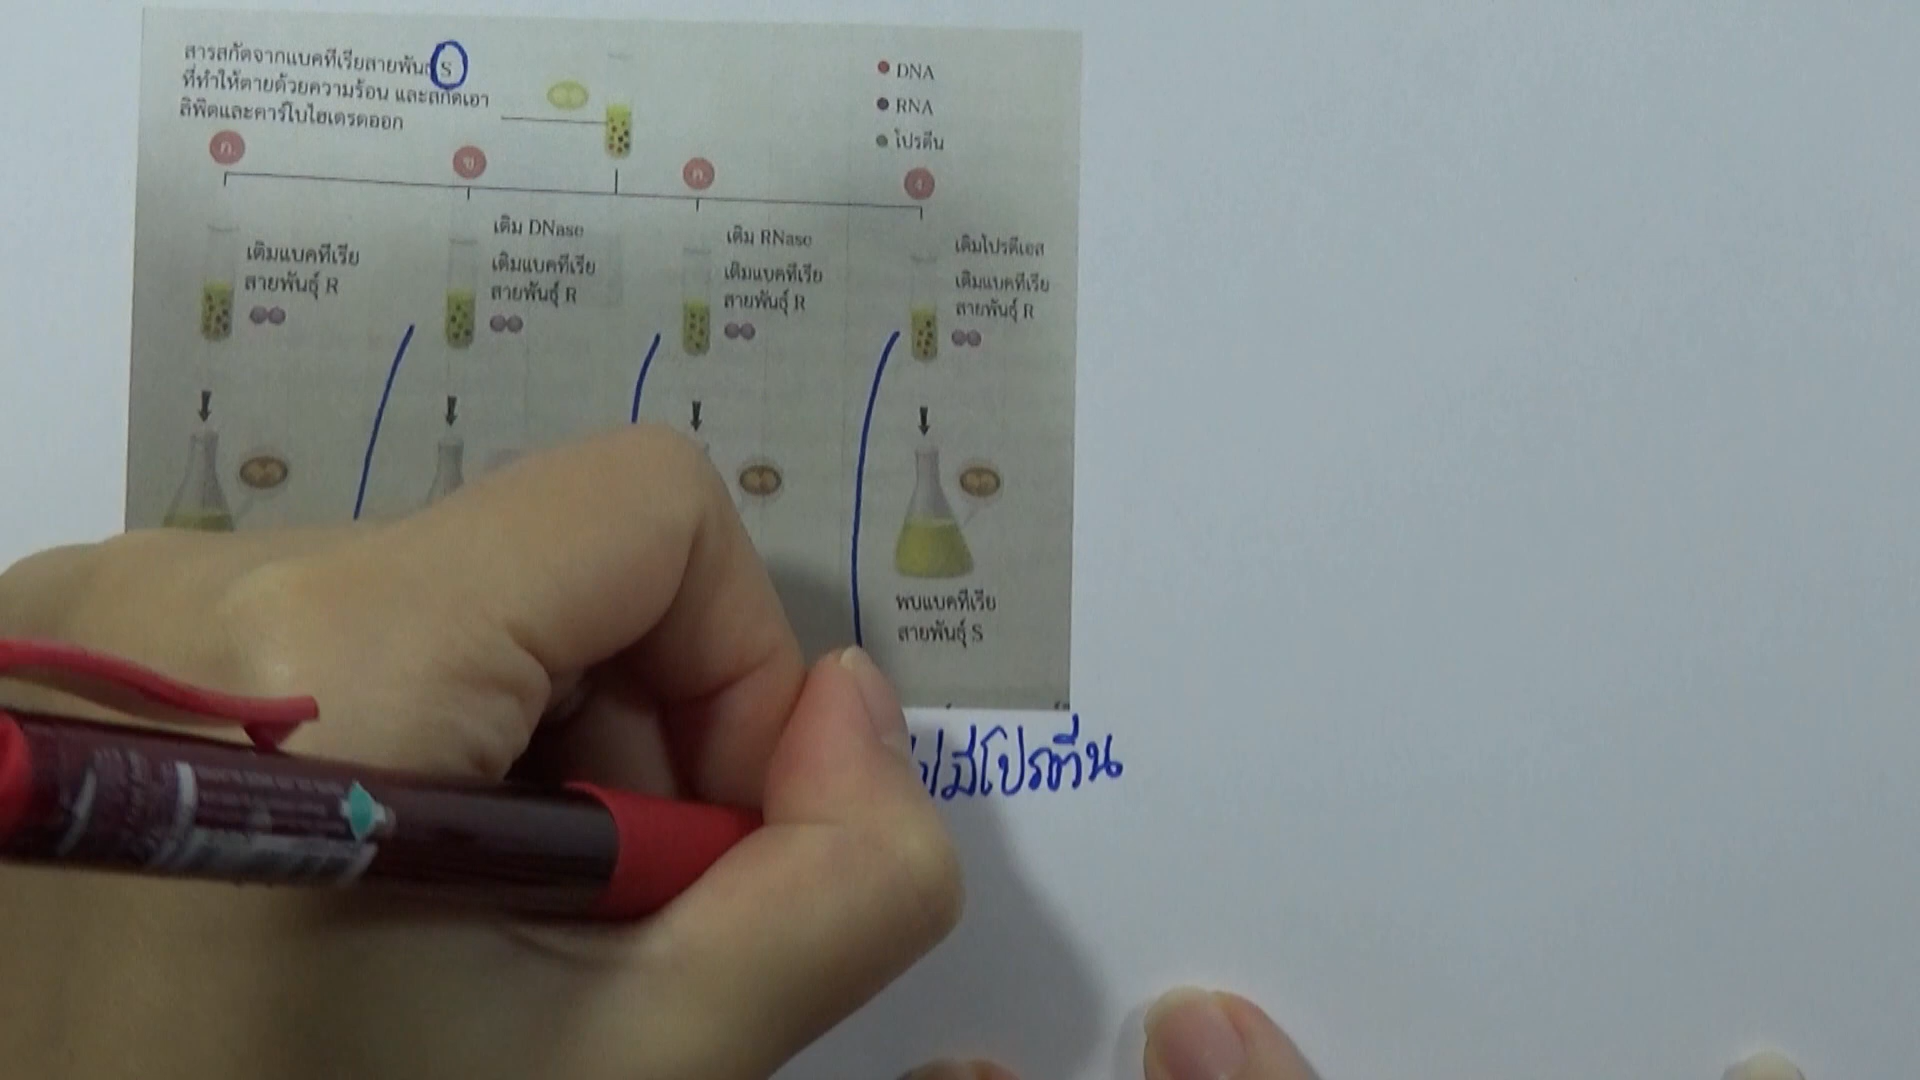 สารสกัดจากแบคทีเรียสายพันธุ์ S
ที่ทำให้ตายด้วยความร้อน และสกัดเอา
ลิพิดและคาร์โบไฮเดรตออก
DNA
RNA
โปรตีน
ก.
ข
ค.
ง.
เติมแบคทีเรีย
สายพันธุ์ R
เติม DNase
เติมแบคทีเรีย
สายพันธุ์ R
เติม RNase
เติมแบคทีเรีย
สายพันธุ์ R
เติมโปรตีเอส
เติมแบคทีเรีย
สายพันธุ์ R
พบแบคทีเรีย
สายพันธุ์ S
ไม่มีโปรตีน